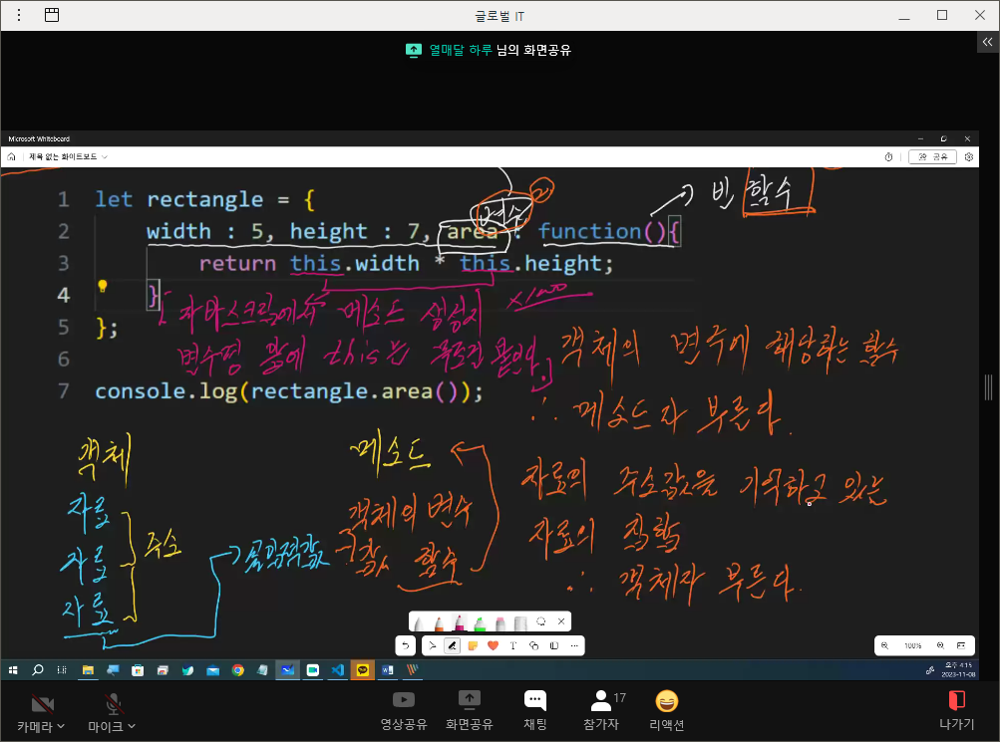 글로벌 IT
열매달 하루 님의 화면공유
Microsoft Whiteboard
제목 없는 화이트보드
공유
1 let rectangle = {
2 width : 5, height : 7, area : function(){
변수
빈 함수
3 return this.width * this.height;
4 }
자바스크립에서 메소드 생성시
x1000
5 };
6
변수명 앞에 this는 무조건 붙인다.
객체의 변수에 해당하는 함수
7 console.log(rectangle.area());
∴ 메소드라 부른다.
객체
메소드
자료
자료
자료
주소
실질적값
객체의 변수
값 함수
자료의 주소값을 기억하고 있는
자료의 집합
∴ 객체라 부른다.
100%
오후 4:15
2023-11-08
카메라
마이크
영상공유
화면공유
채팅
17
참가자
리액션
나가기